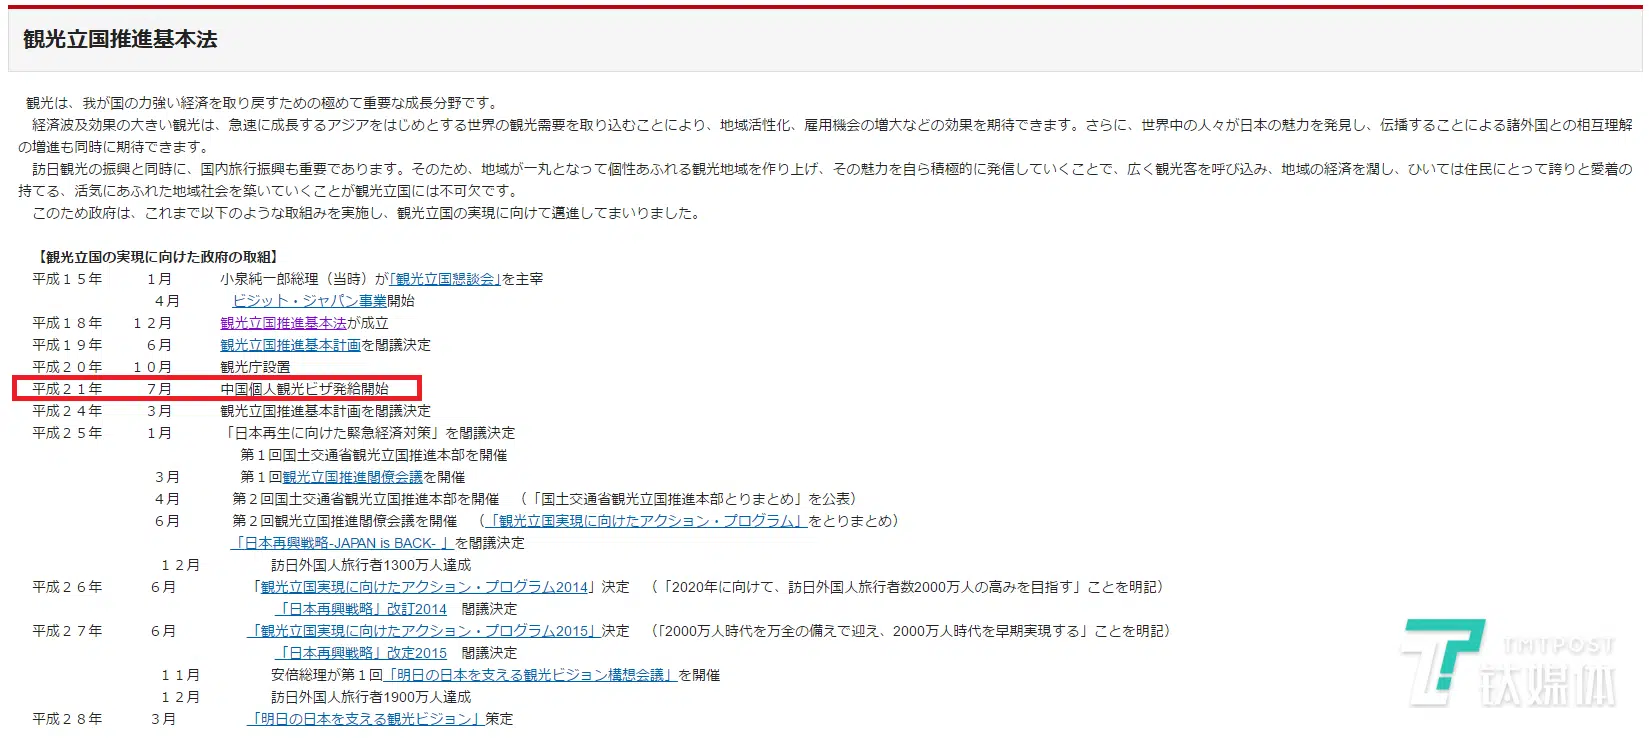 観光立国推進基本法
観光は、我が国の力強い経済を取り戻すための極めて重要な成長分野です。
経済波及効果の大きい観光は、急速に成長するアジアをはじめとする世界の観光需要を取り込むことにより、地域活性化、雇用機会の増大などの効果を期待できます。さらに、世界中の人々が日本の魅力を発見し、伝播することによる諸外国との相互理解
の増進も同時に期待できます。
訪日観光の振興と同時に、国内旅行振興も重要であります。そのため、地域が一丸となって個性あふれる観光地域を作り上げ、その魅力を自ら積極的に発信していくことで、広く観光客を呼び込み、地域の経済を潤し、ひいては住民にとって誇りと愛着の
持てる、活気にあふれた地域社会を築いていくことが観光立国には不可欠です。
このため政府は、これまで以下のような取組みを実施し、観光立国の実現に向けて邁進してまいりました。
【観光立国の実現に向けた政府の取組】
平成１５年　１月　小泉純一郎総理（当時）が「観光立国懇談会」を主宰
４月　ビジット・ジャパン事業開始
平成１８年　１２月　観光立国推進基本法が成立
平成１９年　６月　観光立国推進基本計画を閣議決定
平成２０年　１０月　観光庁設置
平成２１年　７月　中国個人観光ビザ発給開始
平成２４年　３月　観光立国推進基本計画を閣議決定
平成２５年　１月　「日本再生に向けた緊急経済対策」を閣議決定
第１回国土交通省観光立国推進本部を開催
３月　第１回観光立国推進閣僚会議を開催
４月　第２回国土交通省観光立国推進本部を開催　（「国土交通省観光立国推進本部とりまとめ」を公表）
６月　第２回観光立国推進閣僚会議を開催　（「観光立国実現に向けたアクション・プログラム」をとりまとめ）
「日本再興戦略-JAPAN is BACK- 」を閣議決定
１２月　訪日外国人旅行者1300万人達成
平成２６年　６月　「観光立国実現に向けたアクション・プログラム2014」決定　（「2020年に向けて、訪日外国人旅行者数2000万人の高みを目指す」ことを明記）
「日本再興戦略」改訂2014　閣議決定
平成２７年　６月　「観光立国実現に向けたアクション・プログラム2015」決定　（「2000万人時代を万全の備えで迎え、2000万人時代を早期実現する」ことを明記）
「日本再興戦略」改定2015　閣議決定
１１月　安倍総理が第１回「明日の日本を支える観光ビジョン構想会議」を開催
１２月　訪日外国人旅行者1900万人達成
平成２８年　３月　「明日の日本を支える観光ビジョン」策定
TMTPOST
钛媒体